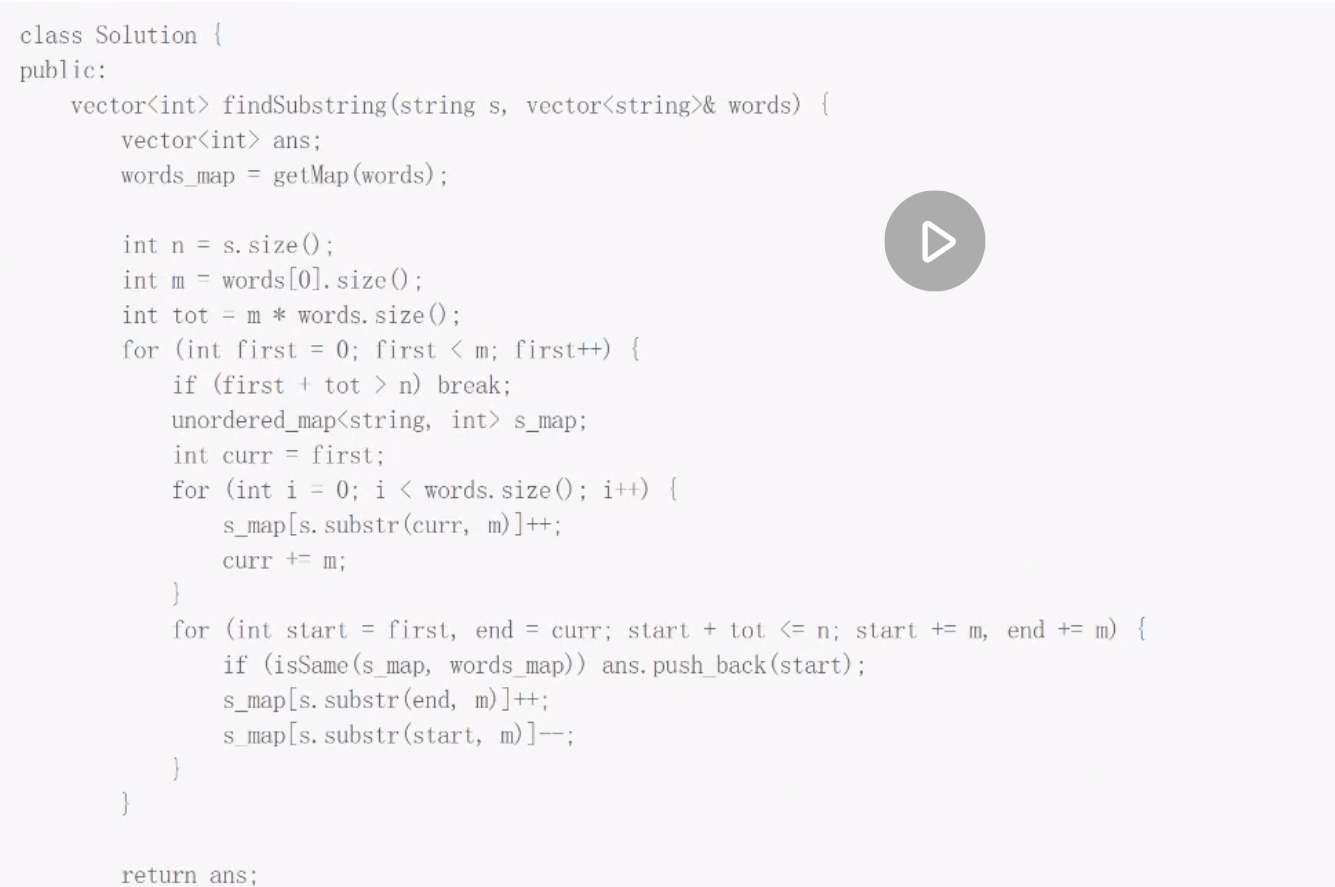 class Solution {
public:
    vector<int> findSubstring(string s, vector<string>& words) {
        vector<int> ans;
        words_map = getMap(words);

        int n = s.size();
        int m = words[0].size();
        int tot = m * words.size();
        for (int first = 0; first < m; first++) {
            if (first + tot > n) break;
            unordered_map<string, int> s_map;
            int curr = first;
            for (int i = 0; i < words.size(); i++) {
                s_map[s.substr(curr, m)]++;
                curr += m;
            }
            for (int start = first, end = curr; start + tot <= n; start += m, end += m) {
                if (isSame(s_map, words_map)) ans.push_back(start);
                s_map[s.substr(end, m)]++;
                s_map[s.substr(start, m)]--;
            }
        }

        return ans;